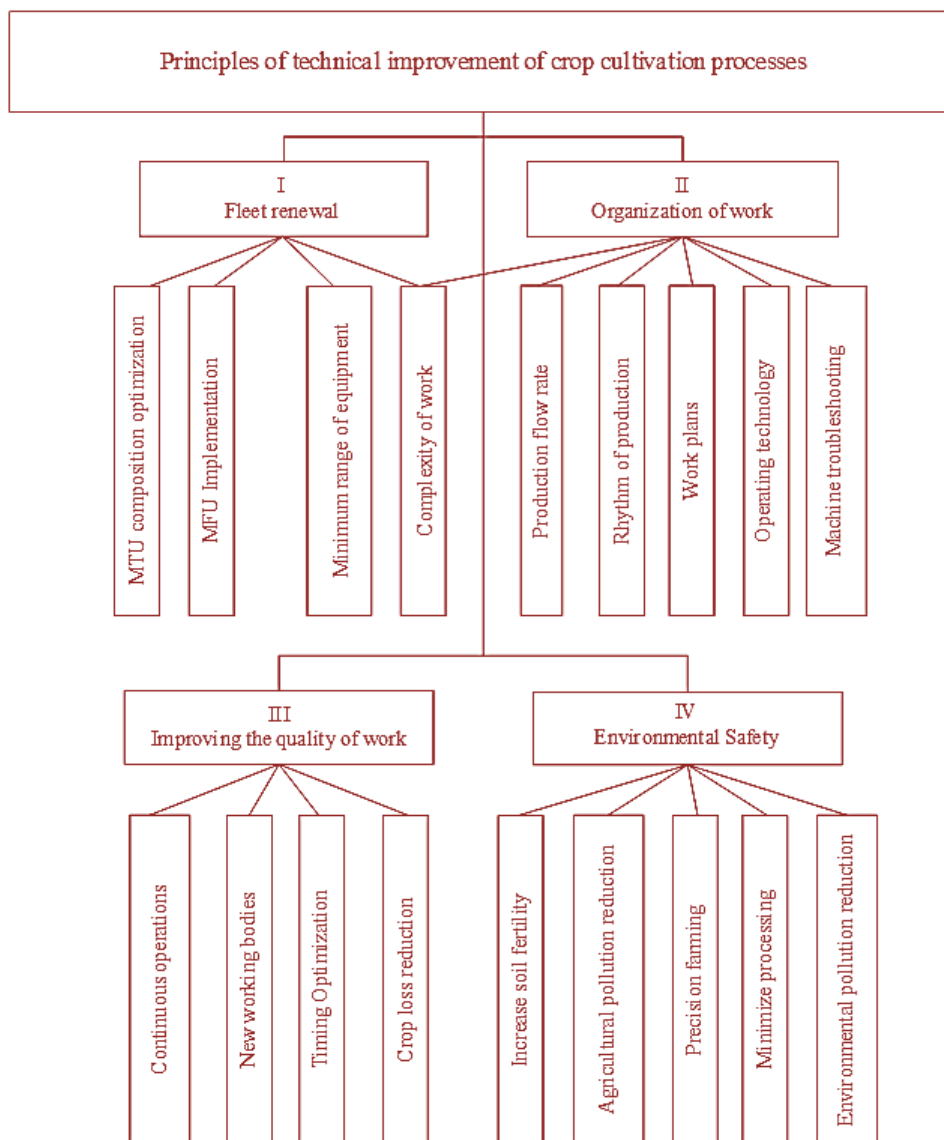 Principles of technical improvement of crop cultivation processes
I
Fleet renewal
II
Organization of work
MTU composition optimization
MFU Implementation
Minimum range of equipment
Complexity of work
Production flow rate
Rhythm of production
Work plans
Operating technology
Machine troubleshooting
III
Improving the quality of work
IV
Environmental Safety
Continuous operations
New working bodies
Timing Optimization
Crop loss reduction
Increase soil fertility
Agricultural pollution reduction
Precision faming
Minimize processing
Environmental pollution reduction